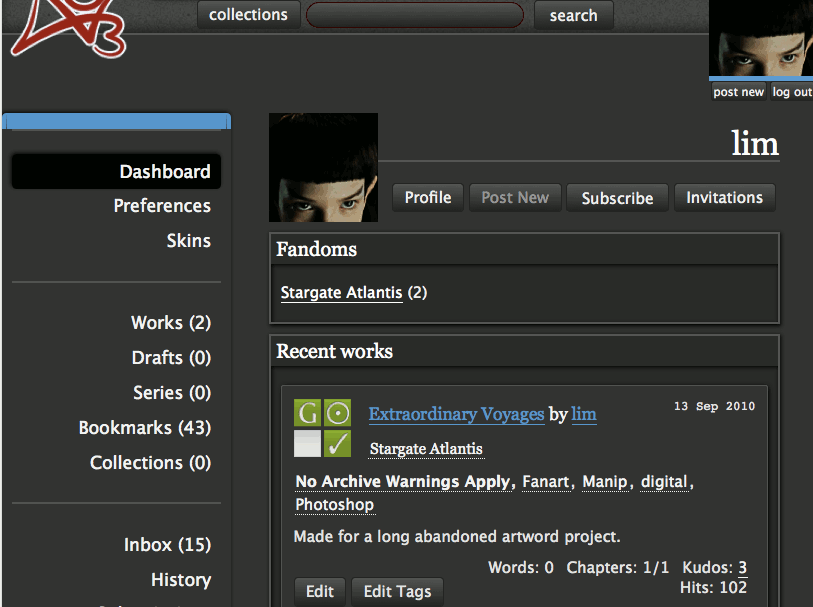 collections
search
post new
log out
lim
Dashboard
Preferences
Skins
Works (2)
Drafts (0)
Series (0)
Bookmarks (43)
Collections (0)
Inbox (15)
History
Profile
Post New
Subscribe
Invitations
Fandoms
Stargate Atlantis (2)
Recent works
G
Extraordinary Voyages by lim
13 Sep 2010
Stargate Atlantis
No Archive Warnings Apply, Fanart, Manip, digital,
Photoshop
Made for a long abandoned artword project.
Words: 0 Chapters: 1/1 Kudos: 3
Hits: 102
Edit
Edit Tags